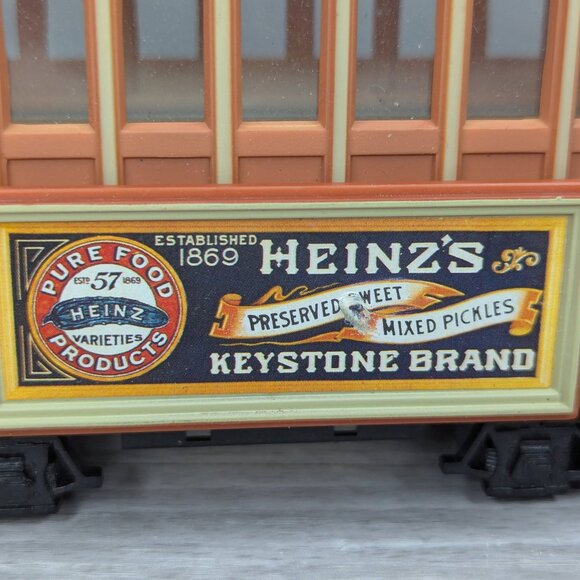 PURE FOOD
ESTD 57 1869
HEINZ
VARIETIES
PRODUCTS
ESTABLISHED
1869
HEINZ'S
PRESERVED SWEET
MIXED PICKLES
KEYSTONE BRAND